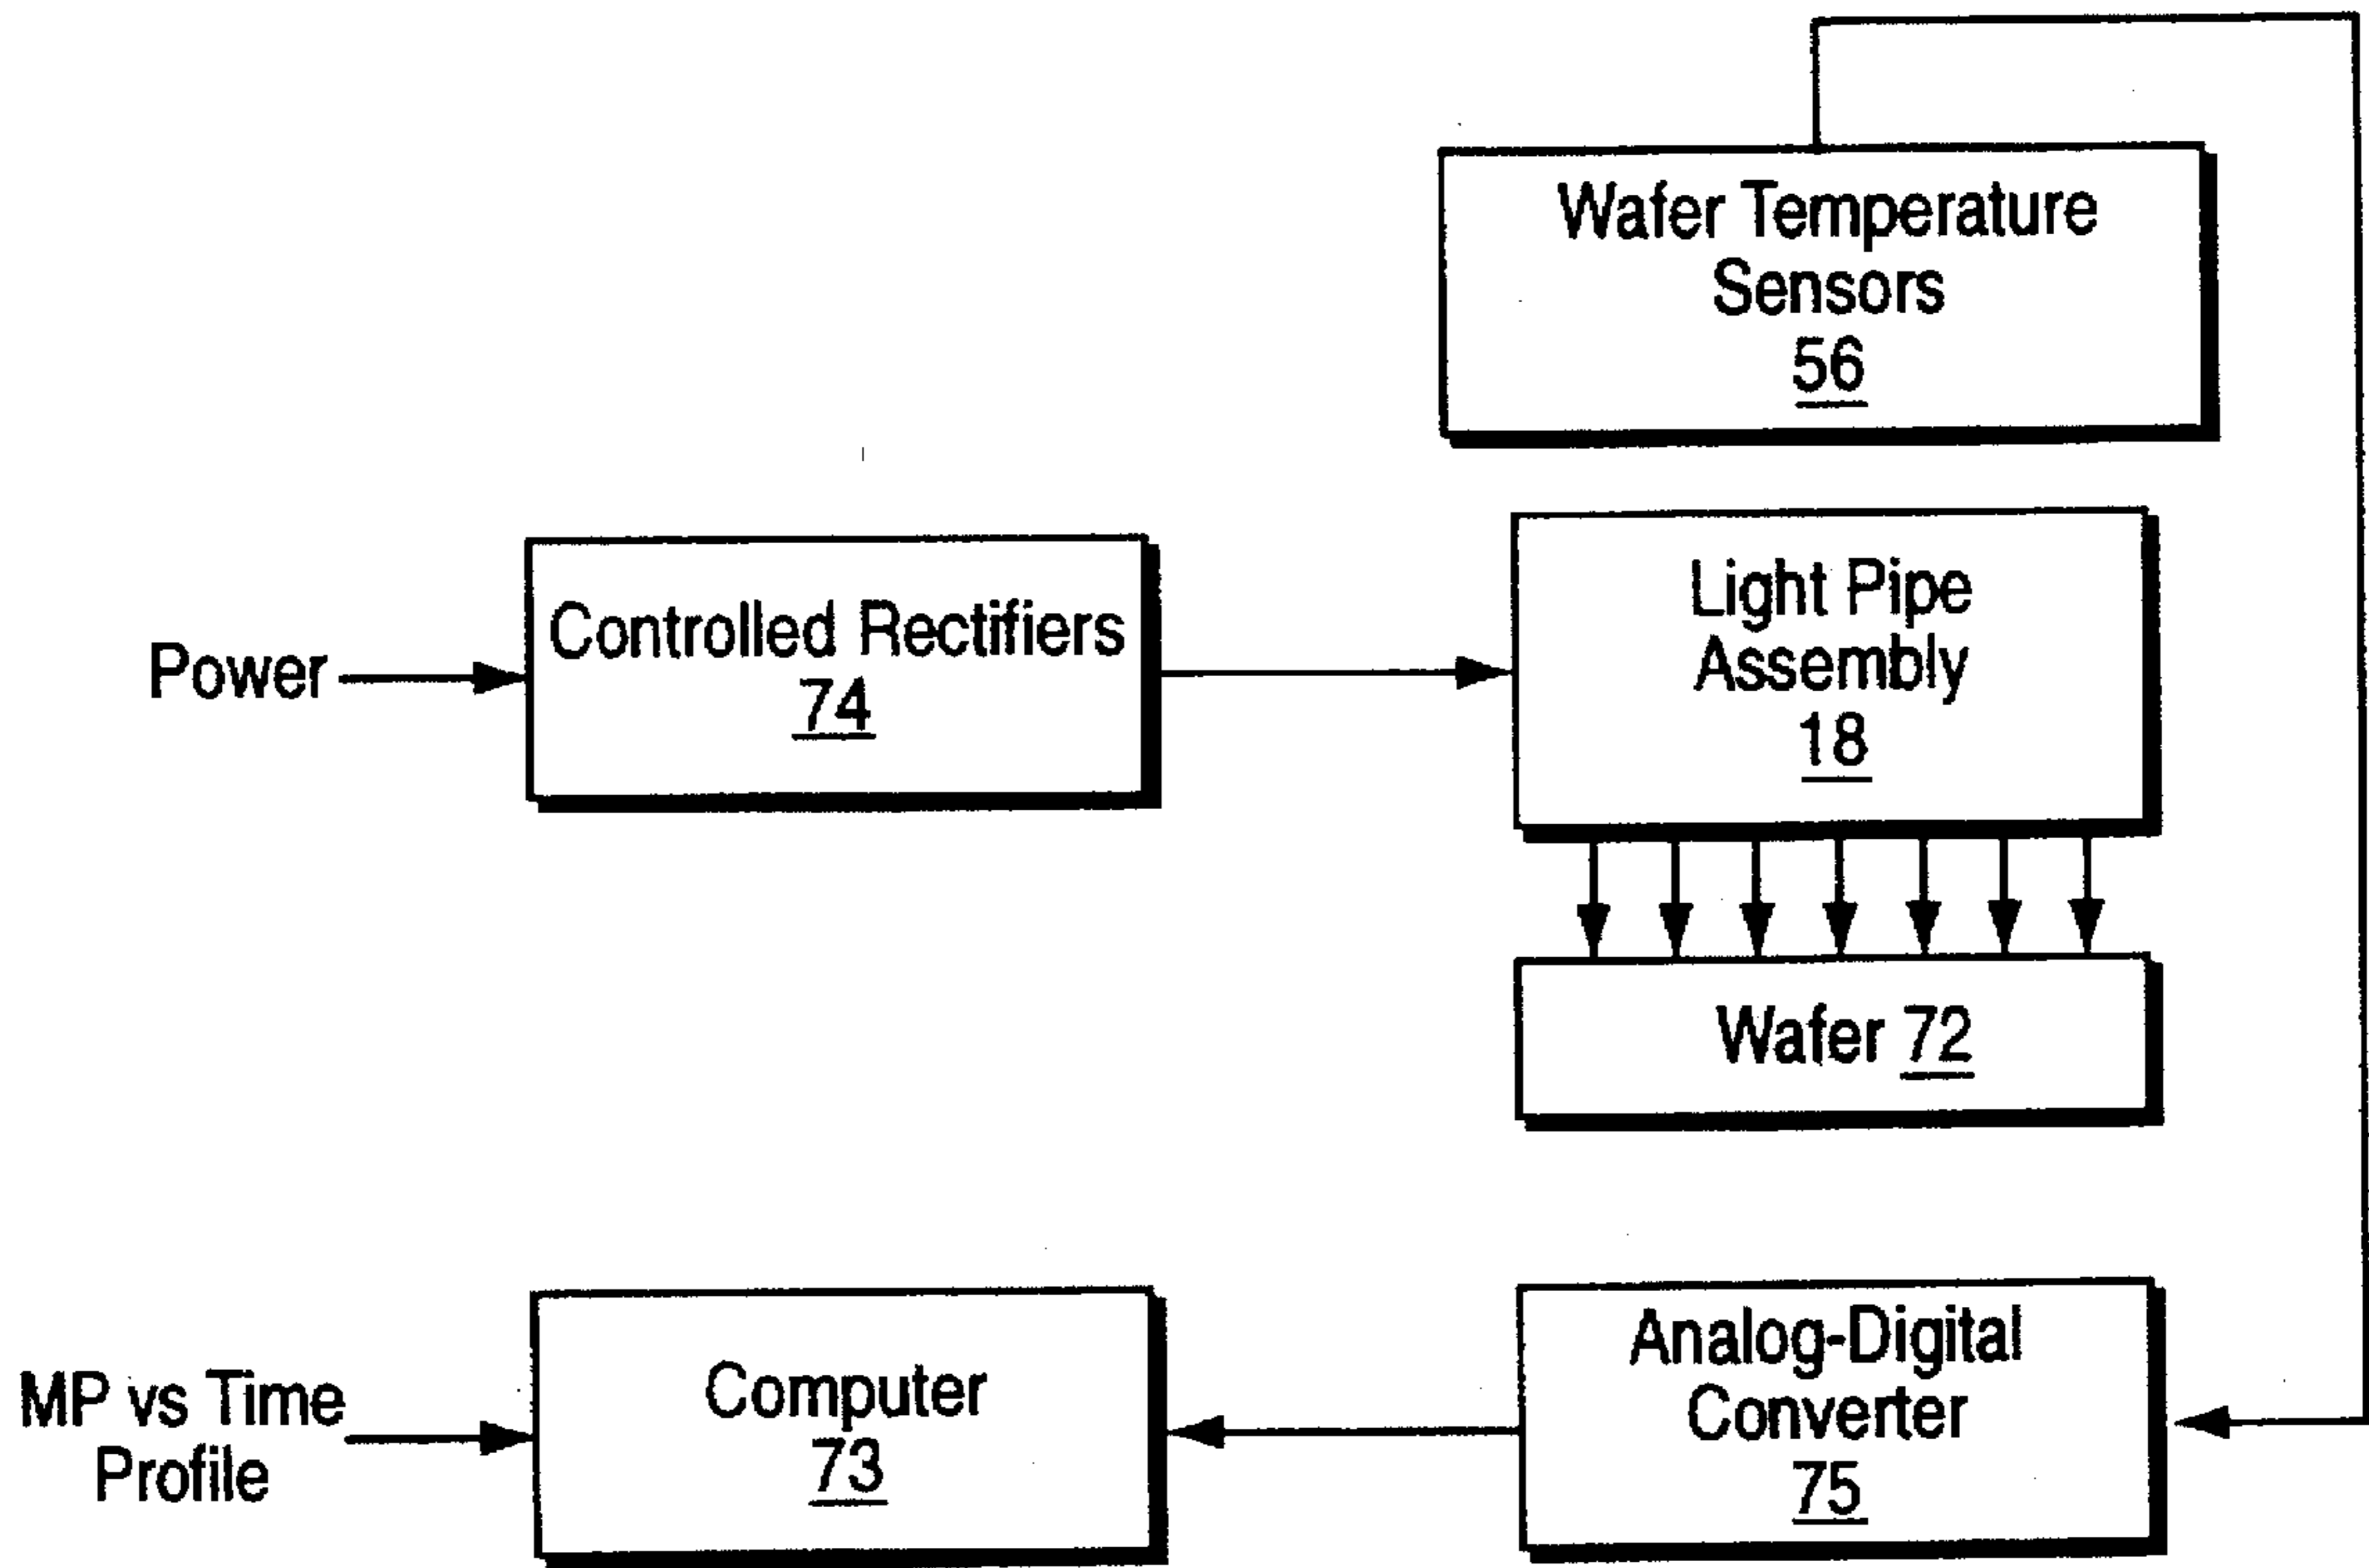 Wafer Temperature
Sensors
56
Power
Controlled Rectifiers
74
Light Pipe
Assembly
18
Wafer 72
MP vs Time
Profile
Computer
73
Analog-Digital
Converter
75